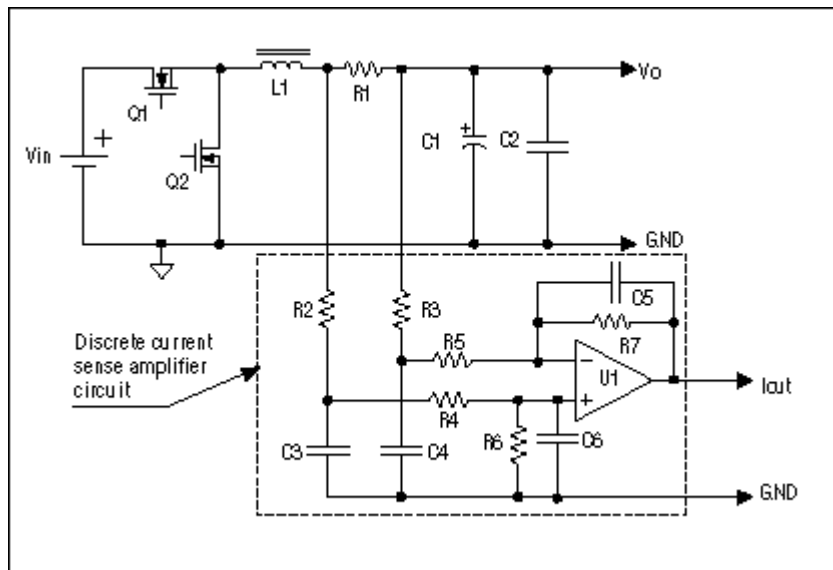 Vo
L1
R1
Q1
+
+
C1
C2
Vin
Q2
GND
R2
R3
C5
R5
R7
Discrete current
sense amplifier
circuit
−
U1
Iout
+
R4
C3
C4
R6
C6
GND